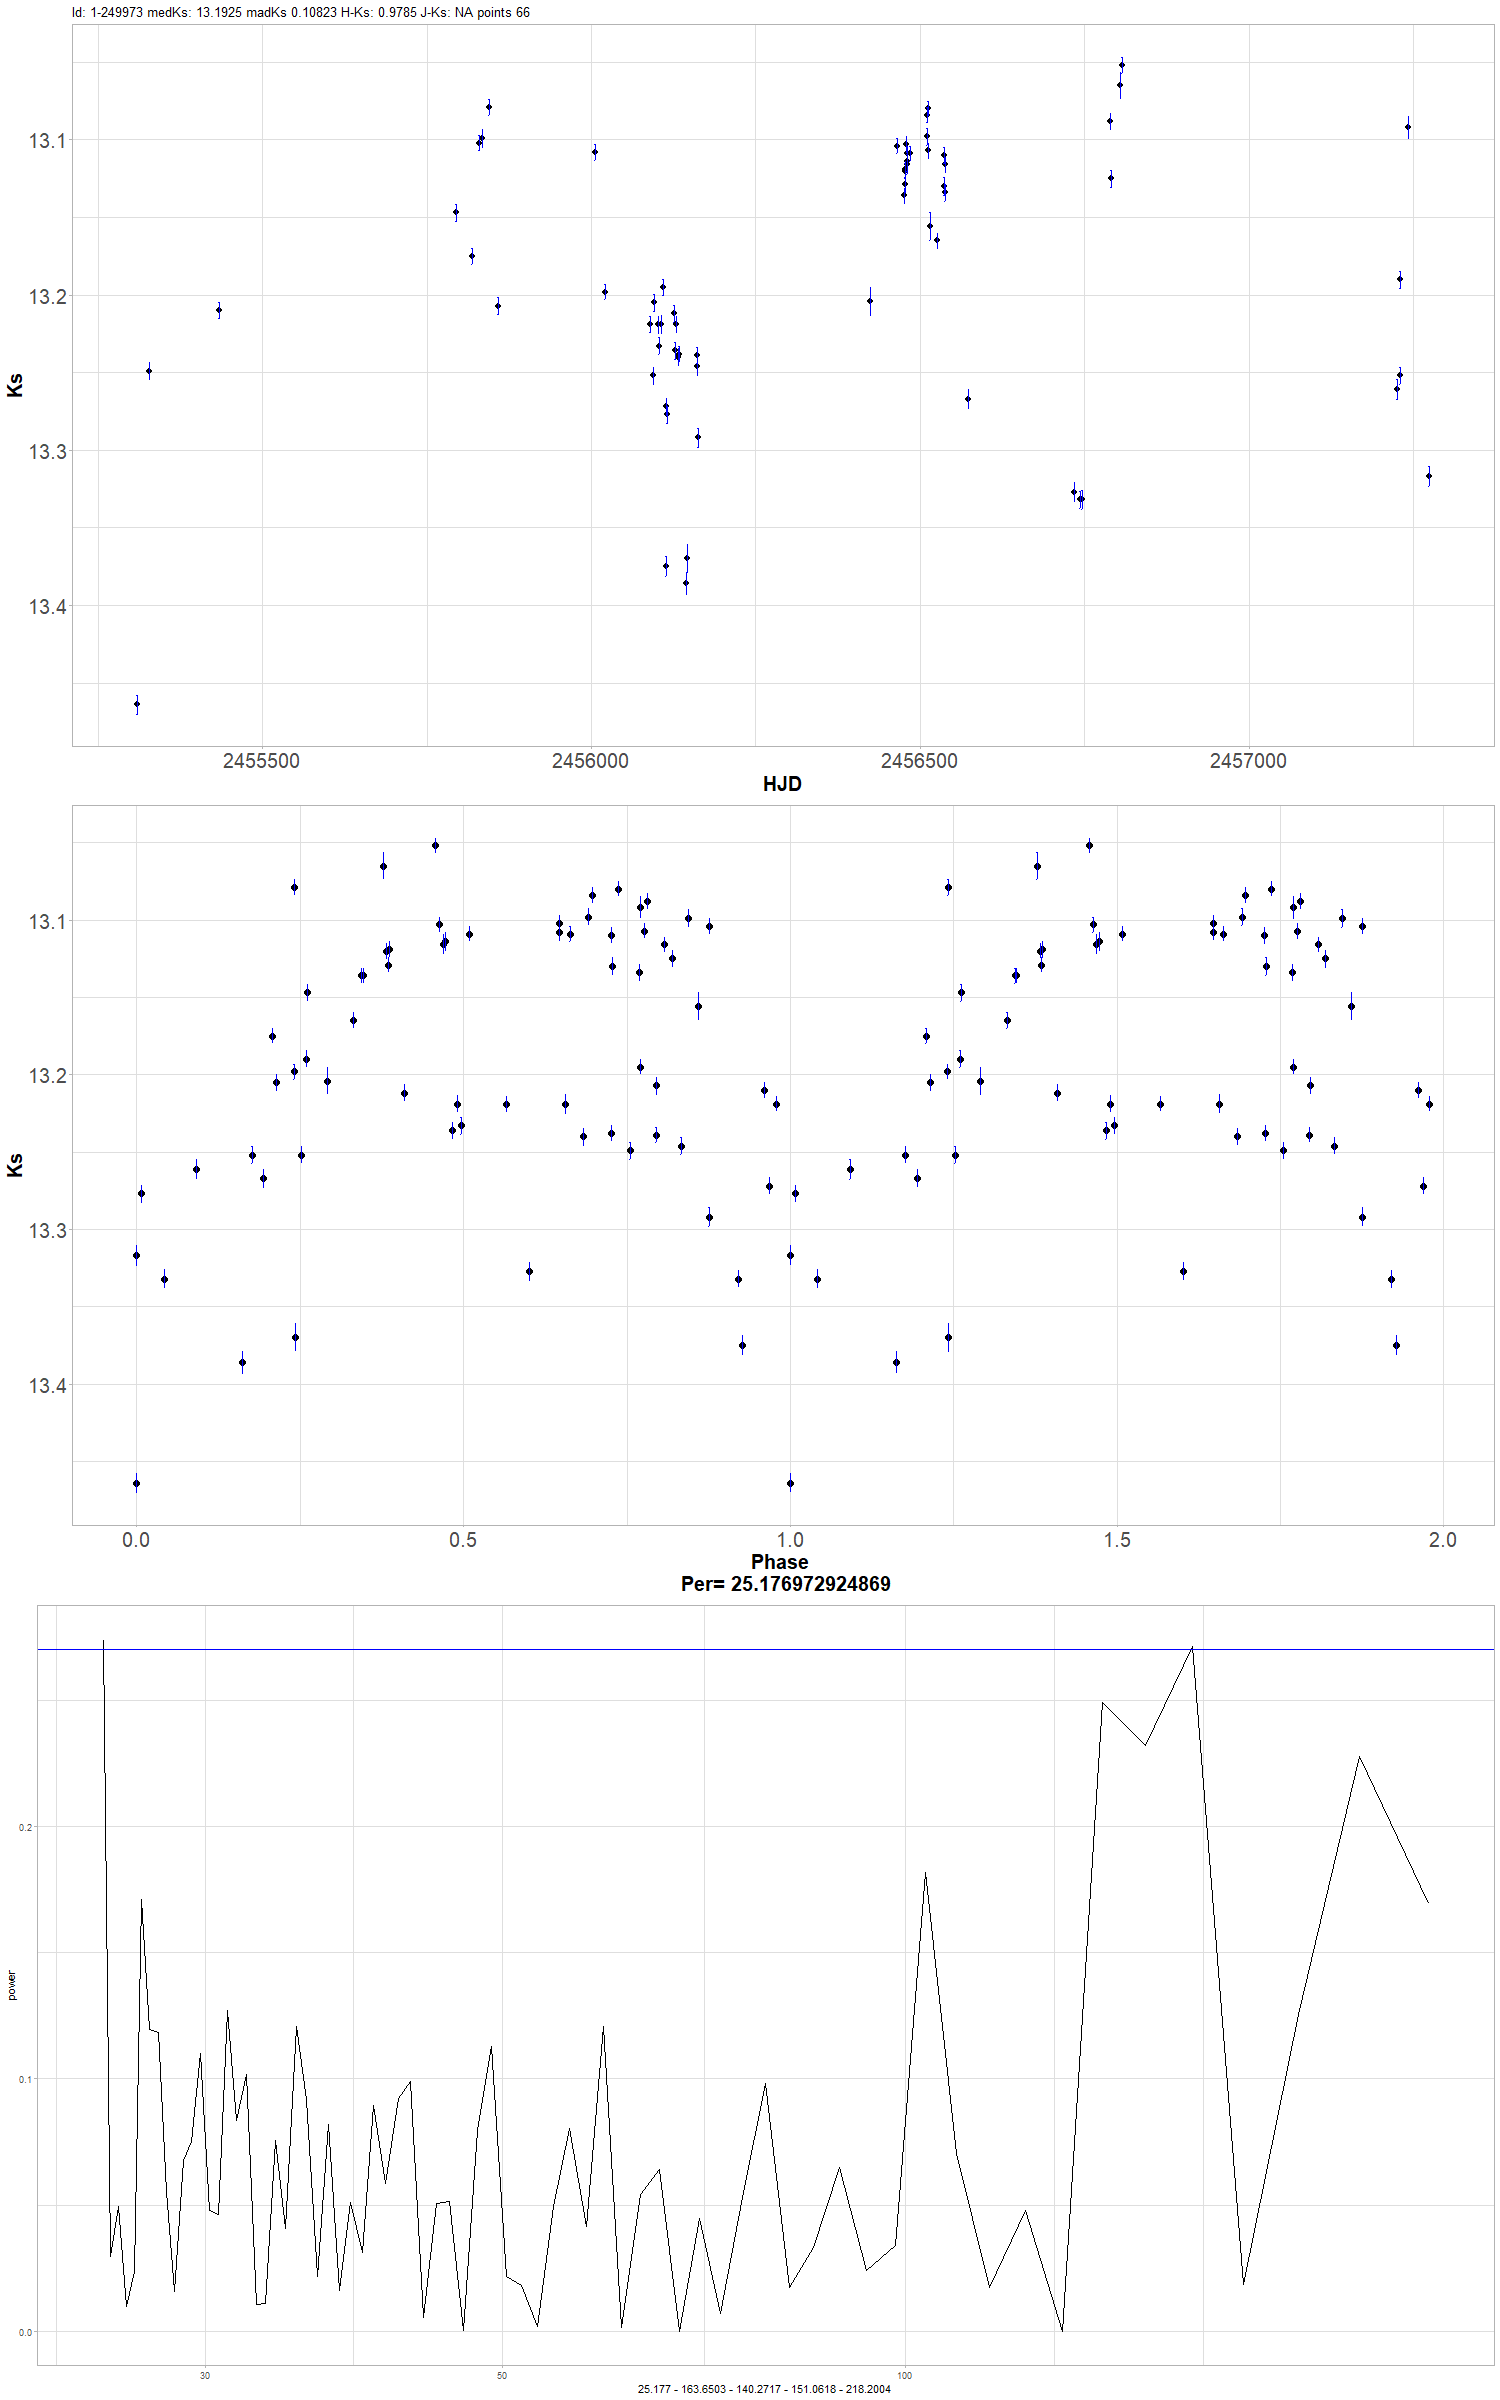 Id: 1-249973 medKs: 13.1925 madKs 0.10823 H-Ks: 0.9785 J-Ks: NA points 66
Ks
13.1
13.2
13.3
13.4
2455500 2456000 2456500 2457000
HJD
Ks
13.1
13.2
13.3
13.4
0.0 0.5 1.0 1.5 2.0
Phase
Per= 25.176972924869
power
0.2
0.1
0.0
30 50 100
25.177 - 163.6503 - 140.2717 - 151.0618 - 218.2004